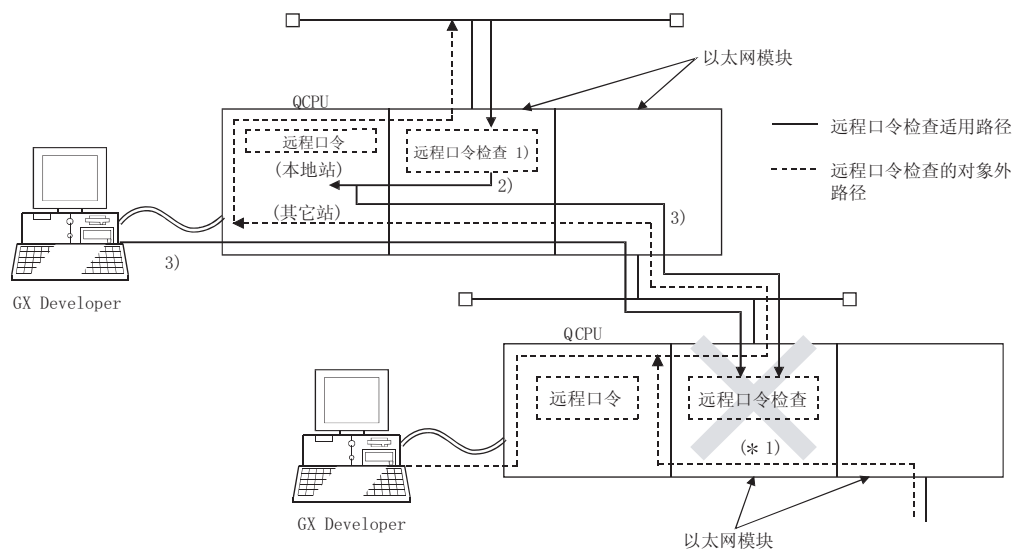 以太网模块
QCPU
远程口令
远程口令检查 1)
(本地站)
2)
(其它站)
3)
3)
GX Developer
远程口令检查适用路径
远程口令检查的对象外
路径
QCPU
远程口令
远程口令检查
(* 1)
GX Developer
以太网模块